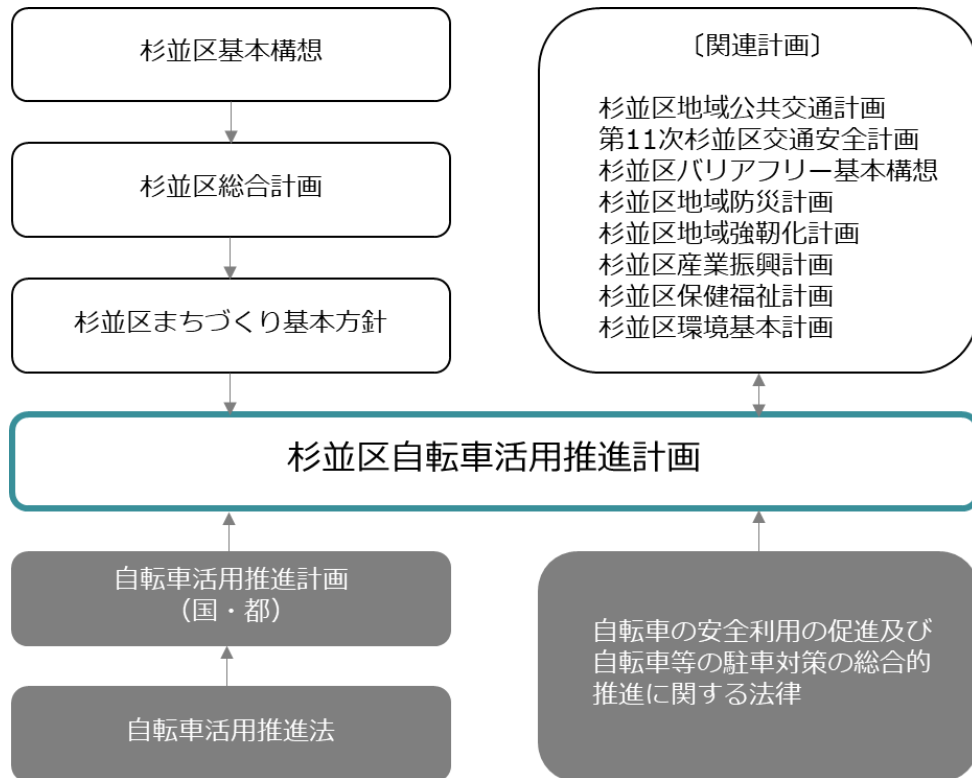 杉並区基本構想
杉並区総合計画
杉並区まちづくり基本方針
〔関連計画〕
杉並区地域公共交通計画
第11次杉並区交通安全計画
杉並区バリアフリー基本構想
杉並区地域防災計画
杉並区地域強靭化計画
杉並区産業振興計画
杉並区保健福祉計画
杉並区環境基本計画
杉並区自転車活用推進計画
自転車活用推進計画
（国・都）
自転車活用推進法
自転車の安全利用の促進及び
自転車等の駐車対策の総合的
推進に関する法律